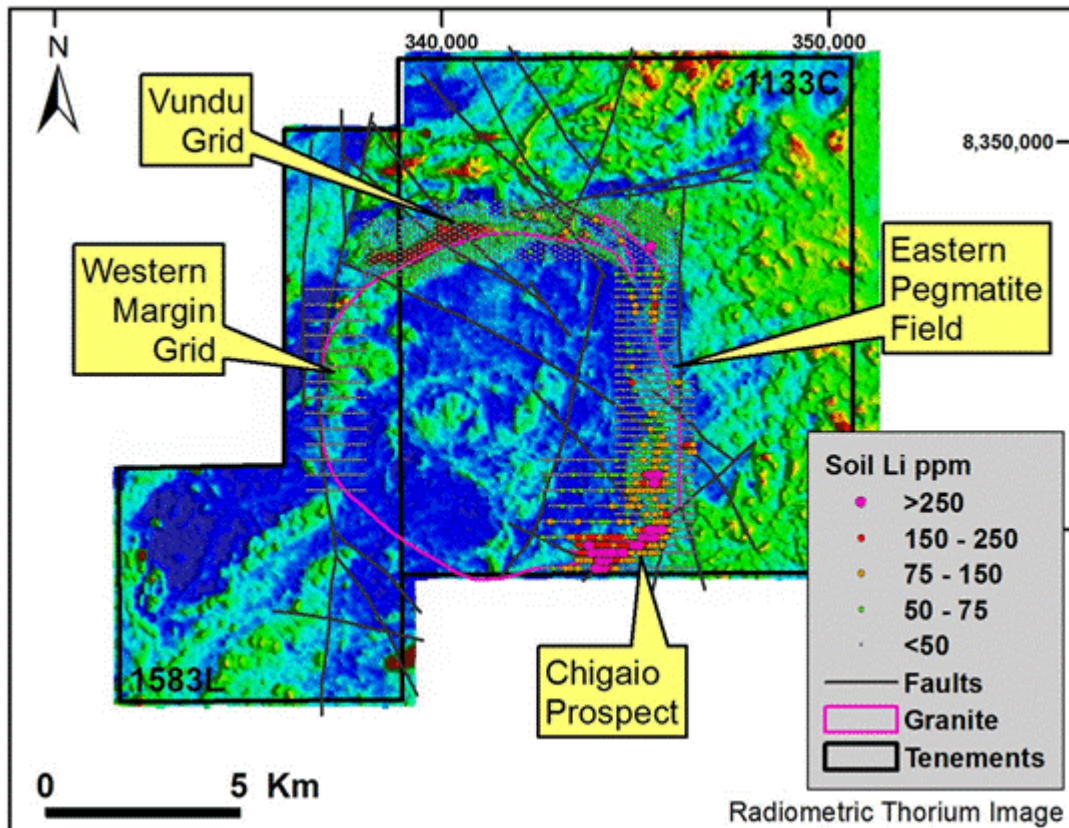 N
340,000
350,000
1133C
8,350,000
Vundu
Grid
Western
Margin
Grid
Eastern
Pegmatite
Field
Chigaio
Prospect
1583L
Soil Li ppm
>250
150 - 250
75 - 150
50 - 75
<50
Faults
Granite
Tenements
0 5 Km
Radiometric Thorium Image